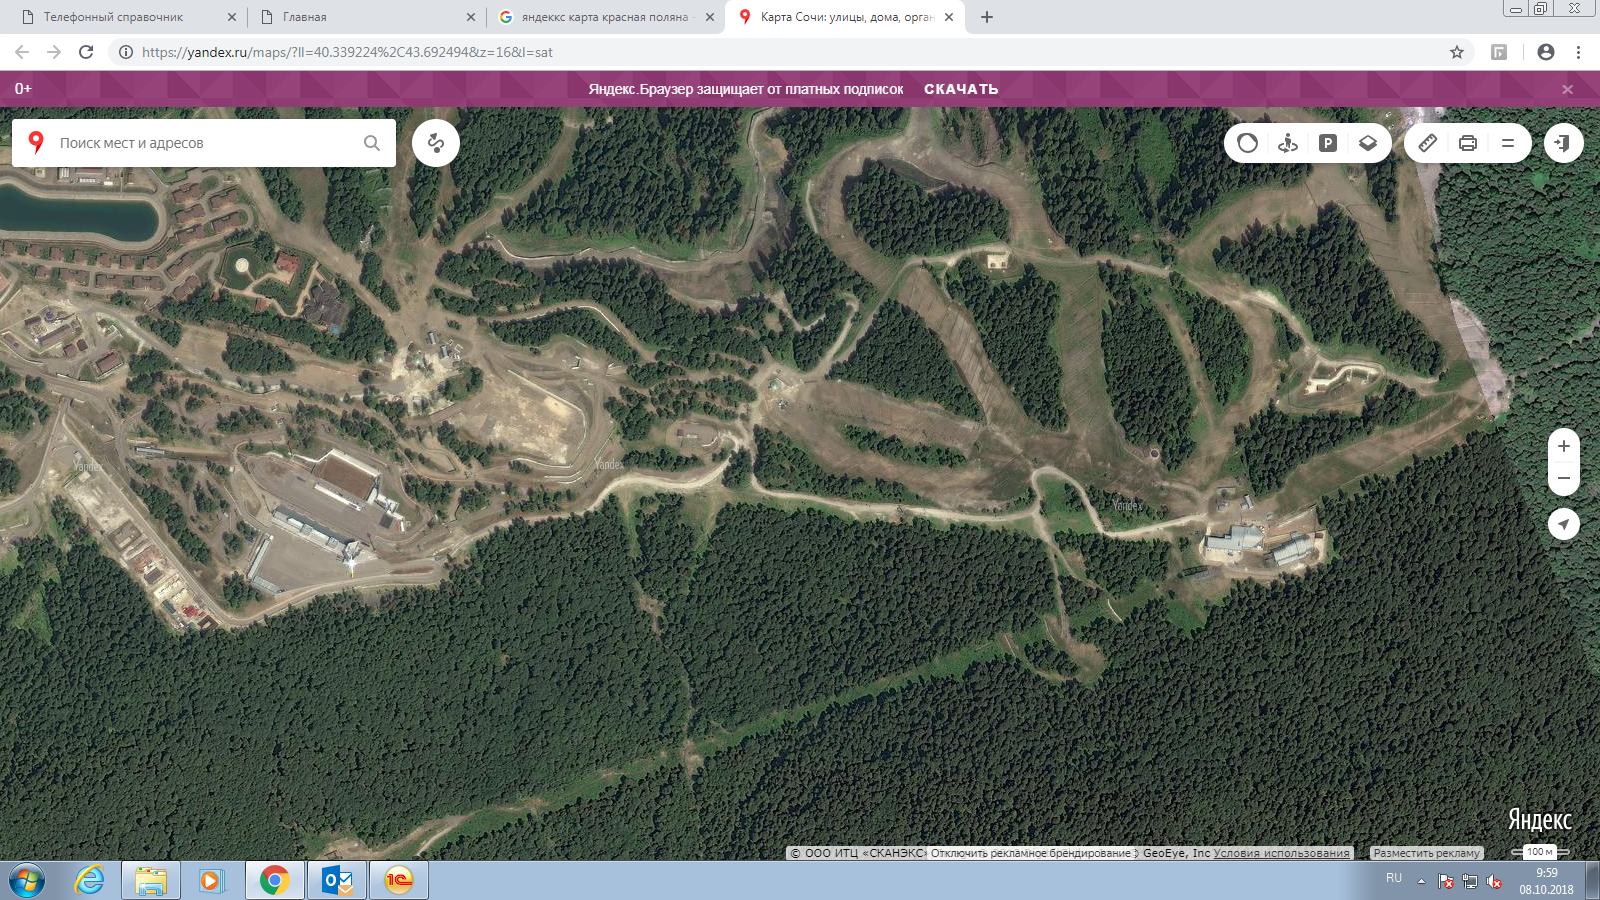 Телефонный справочник
Главная
яндеккс карта красная поляна -
Карта Сочи: улицы, дома, орган
https://yandex.ru/maps/?ll=40.339224%2C43.692494&z=16&l=sat
0+
Яндекс.Браузер защищает от платных подписок СКАЧАТЬ
Поиск мест и адресов
P
Yandex
Yandex
Yandex
Яндекс
© ООО ИТЦ «СКАНЭКС» Отключить рекламное брендирование © GeoEye, Inc Условия использования
Разместить рекламу
100 м
RU
9:59
08.10.2018